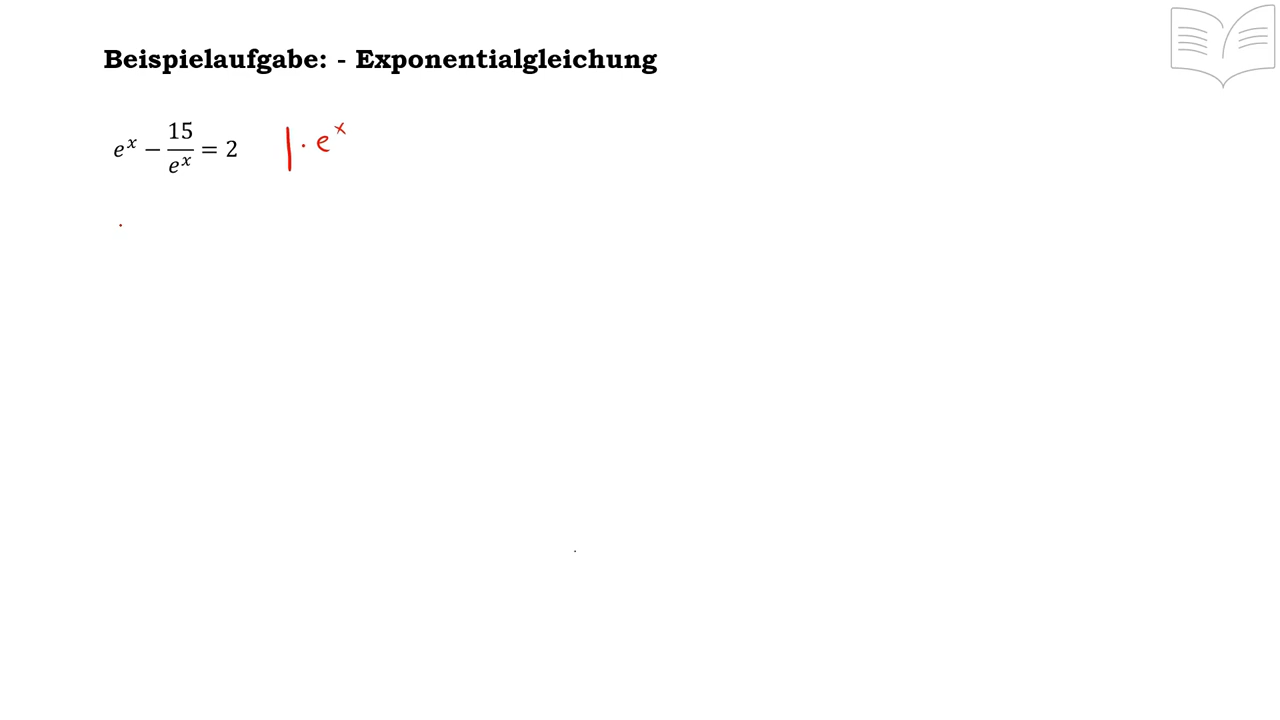 Beispielaufgabe: - Exponentialgleichung
e^x − 15/e^x = 2 | · e^x